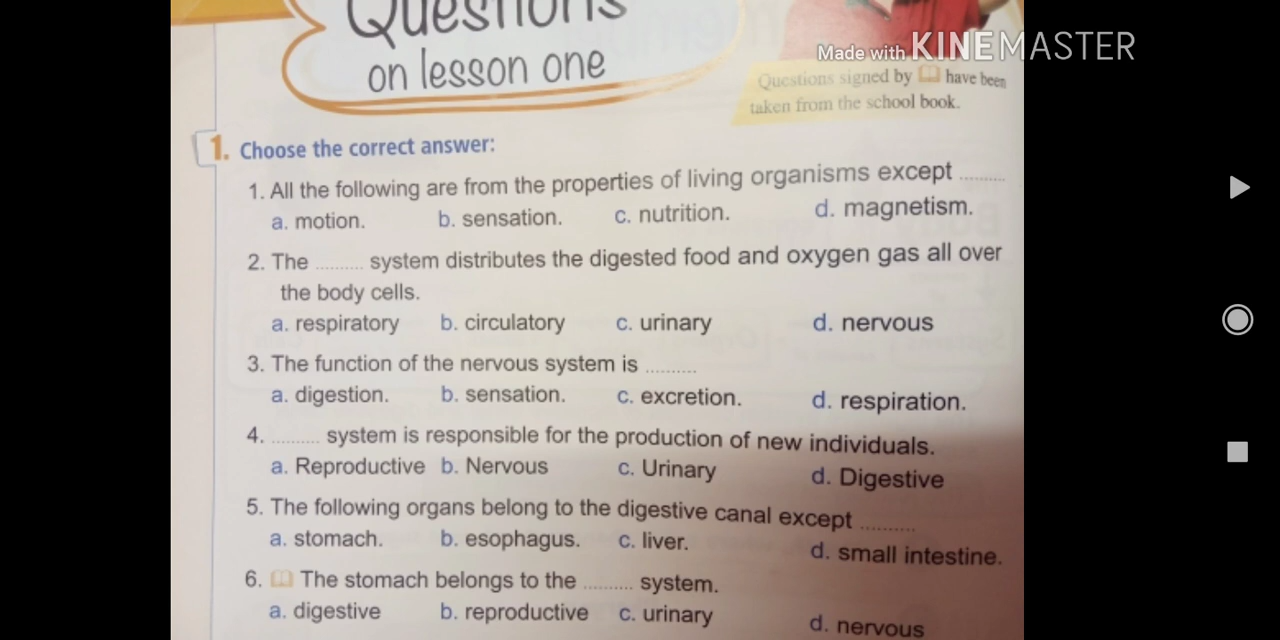 Questions
on lesson one
Made with KINEMASTER
Questions signed by have been
taken from the school book.
1. Choose the correct answer:
1. All the following are from the properties of living organisms except ..........
a. motion. b. sensation. c. nutrition. d. magnetism.
2. The .......... system distributes the digested food and oxygen gas all over
the body cells.
a. respiratory b. circulatory c. urinary d. nervous
3. The function of the nervous system is ..........
a. digestion. b. sensation. c. excretion. d. respiration.
4. .......... system is responsible for the production of new individuals.
a. Reproductive b. Nervous c. Urinary d. Digestive
5. The following organs belong to the digestive canal except ..........
a. stomach. b. esophagus. c. liver. d. small intestine.
6. The stomach belongs to the .......... system.
a. digestive b. reproductive c. urinary d. nervous